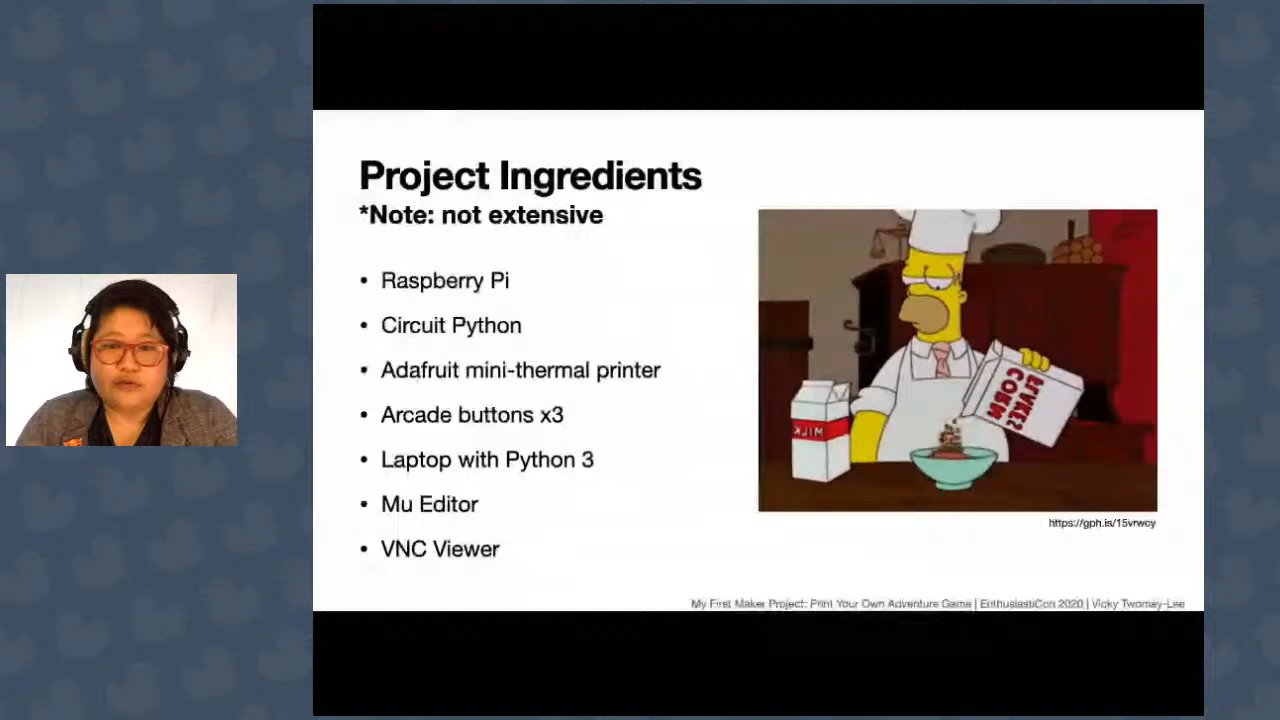 Project Ingredients
*Note: not extensive
• Raspberry Pi
• Circuit Python
• Adafruit mini-thermal printer
• Arcade buttons x3
• Laptop with Python 3
• Mu Editor
• VNC Viewer
MILK
CORN
https://gph.is/15vrwcy
My First Maker Project: Print Your Own Adventure Game | EnthusiastiCon 2020 | Vicky Twomey-Lee